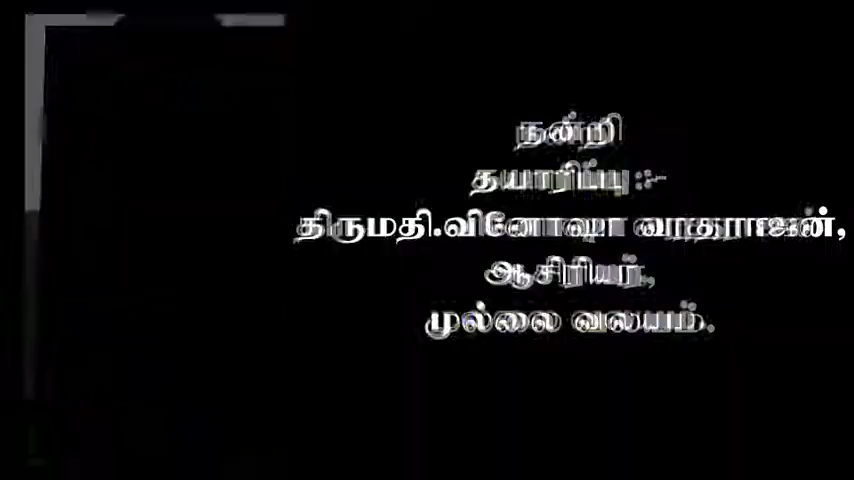 நன்றி
தயாரிப்பு:-
திருமதி.வினோஷா வரதராஜன்,
ஆசிரியர்,
முல்லை வலயம்.